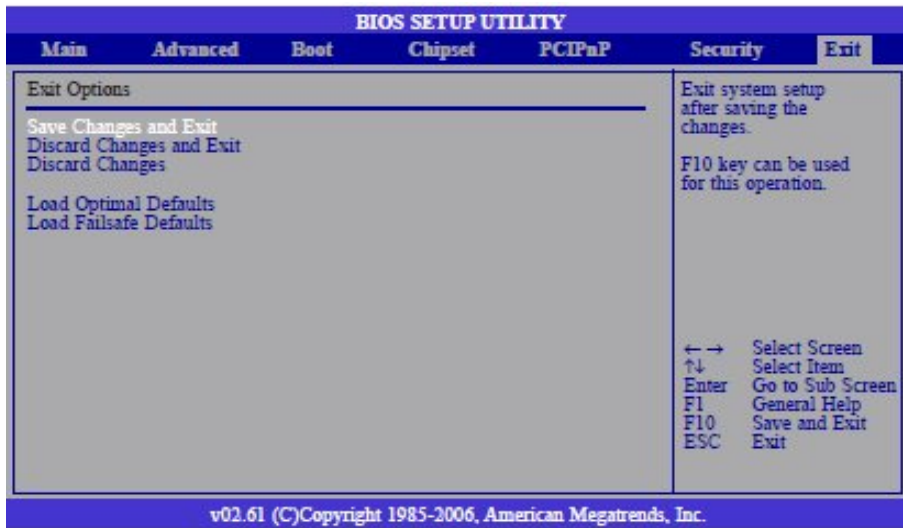 BIOS SETUP UTILITY
Main Advanced Boot Chipset PCIPnP Security Exit
Exit Options
Save Changes and Exit
Discard Changes and Exit
Discard Changes
Load Optimal Defaults
Load Failsafe Defaults
Exit system setup
after saving the
changes.
F10 key can be used
for this operation.
←→ Select Screen
↑↓ Select Item
Enter Go to Sub Screen
F1 General Help
F10 Save and Exit
ESC Exit
v02.61 (C)Copyright 1985-2006, American Megatrends, Inc.